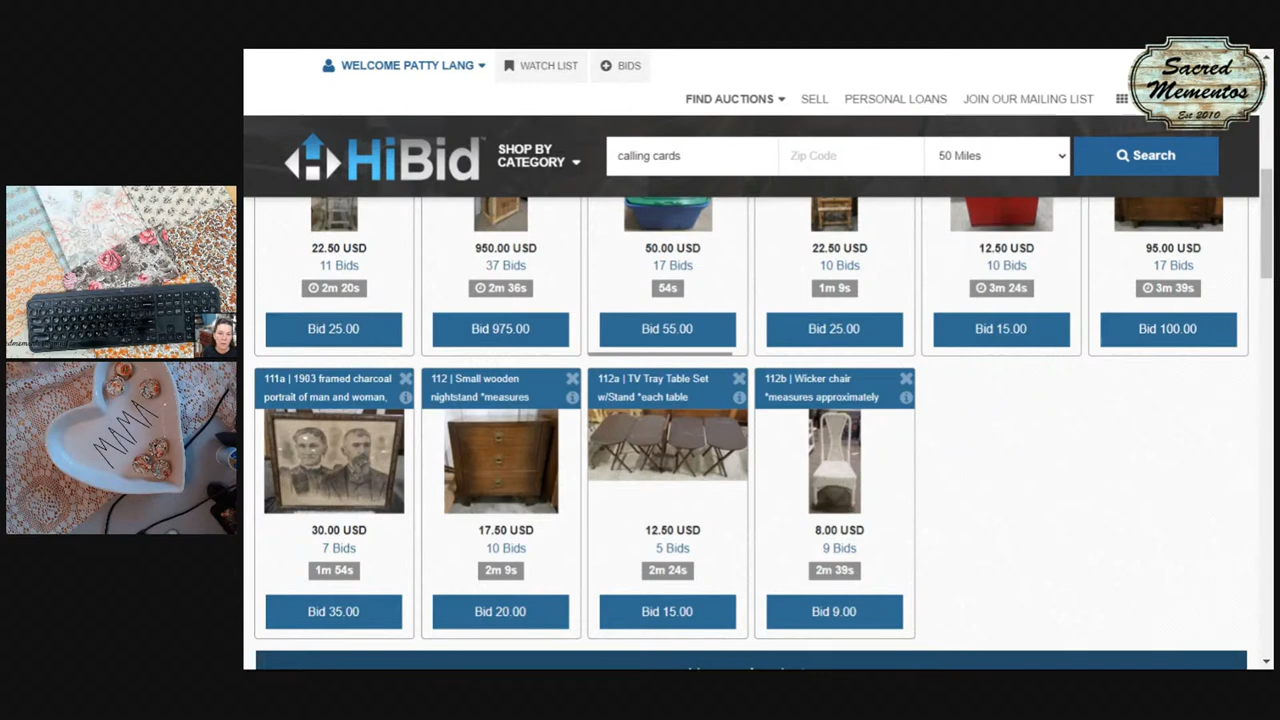 WELCOME PATTY LANG
WATCH LIST
BIDS
FIND AUCTIONS
SELL
PERSONAL LOANS
JOIN OUR MAILING LIST
Sacred
Mementos
Est 2010
HiBid
SHOP BY
CATEGORY
calling cards
Zip Code
50 Miles
Search
22.50 USD
950.00 USD
50.00 USD
22.50 USD
12.50 USD
95.00 USD
11 Bids
37 Bids
17 Bids
10 Bids
10 Bids
17 Bids
2m 20s
2m 36s
54s
1m 9s
3m 24s
3m 39s
Bid 25.00
Bid 975.00
Bid 55.00
Bid 25.00
Bid 15.00
Bid 100.00
111a | 1903 framed charcoal
portrait of man and woman,
112 | Small wooden
nightstand *measures
112a | TV Tray Table Set
w/Stand *each table
112b | Wicker chair
*measures approximately
30.00 USD
17.50 USD
12.50 USD
8.00 USD
7 Bids
10 Bids
5 Bids
9 Bids
1m 54s
2m 9s
2m 24s
2m 39s
Bid 35.00
Bid 20.00
Bid 15.00
Bid 9.00
MAMA